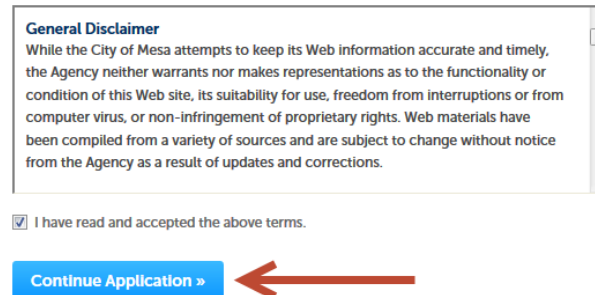 General Disclaimer
While the City of Mesa attempts to keep its Web information accurate and timely,
the Agency neither warrants nor makes representations as to the functionality or
condition of this Web site, its suitability for use, freedom from interruptions or from
computer virus, or non-infringement of proprietary rights. Web materials have
been compiled from a variety of sources and are subject to change without notice
from the Agency as a result of updates and corrections.
I have read and accepted the above terms.
Continue Application »